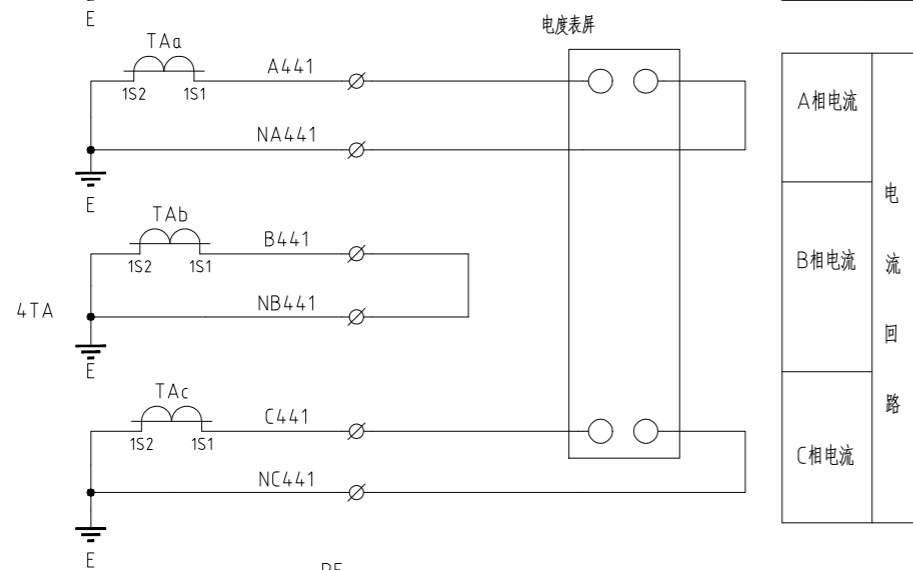 E
电度表屏
TAa
A441
1S2 1S1
NA441
E
TAb
B441
1S2 1S1
NB441
4TA
E
TAc
C441
1S2 1S1
NC441
E
A相电流
B相电流
C相电流
电
流
回
路